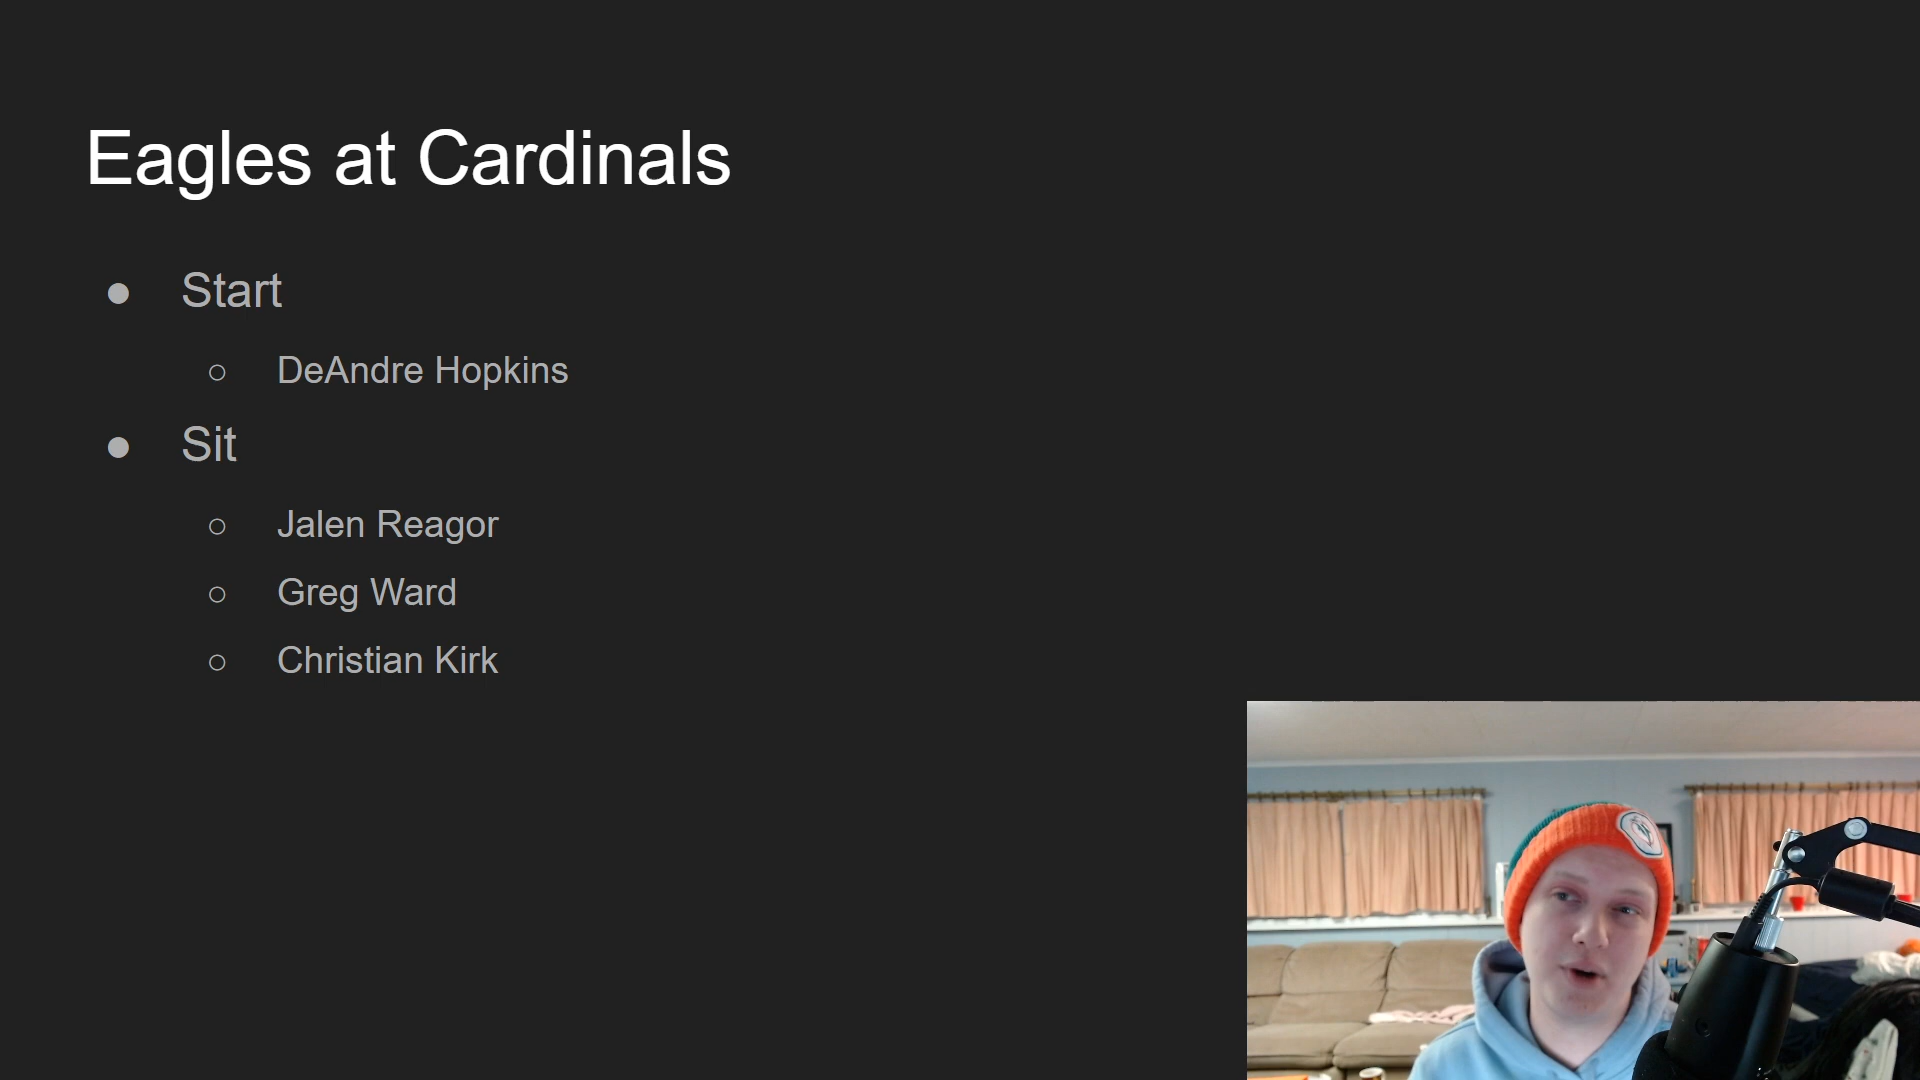 Eagles at Cardinals
Start
DeAndre Hopkins
Sit
Jalen Reagor
Greg Ward
Christian Kirk